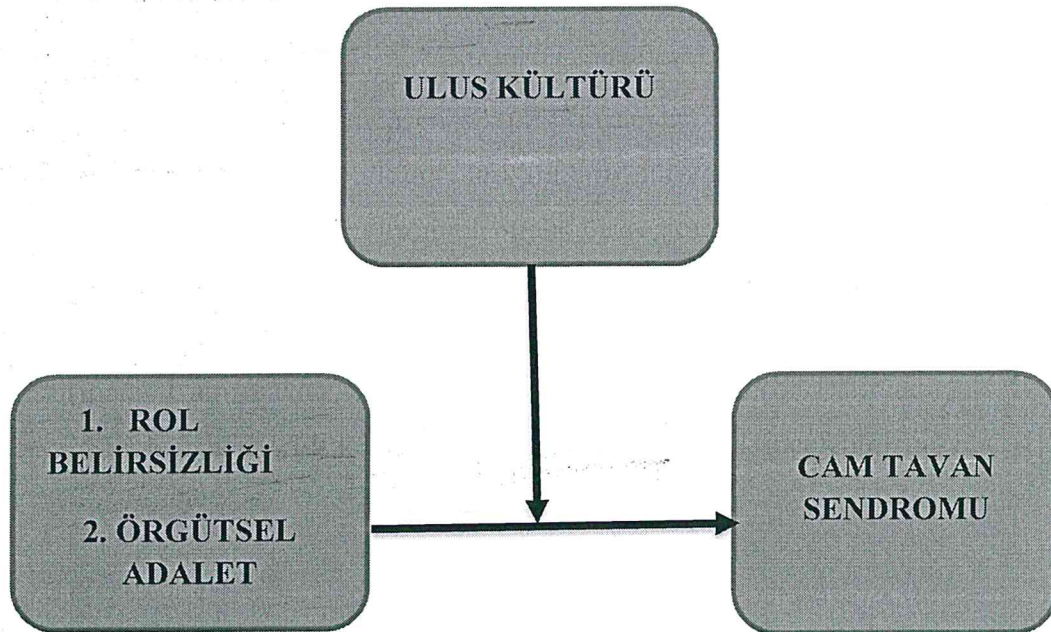 ULUS KÜLTÜRÜ
1. ROL
BELİRSİZLİĞİ
2. ÖRGÜTSEL
ADALET
CAM TAVAN
SENDROMU